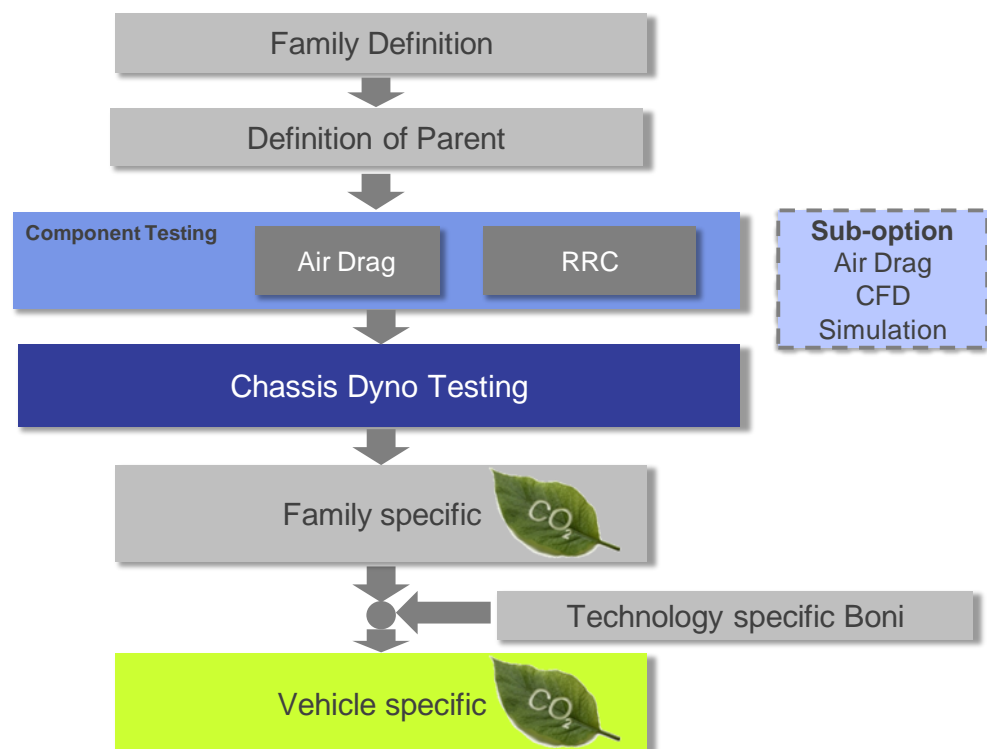 Family Definition
Definition of Parent
Component Testing
Air Drag
RRC
Sub-option
Air Drag
CFD
Simulation
Chassis Dyno Testing
Family specific
CO2
Technology specific Boni
Vehicle specific
CO2